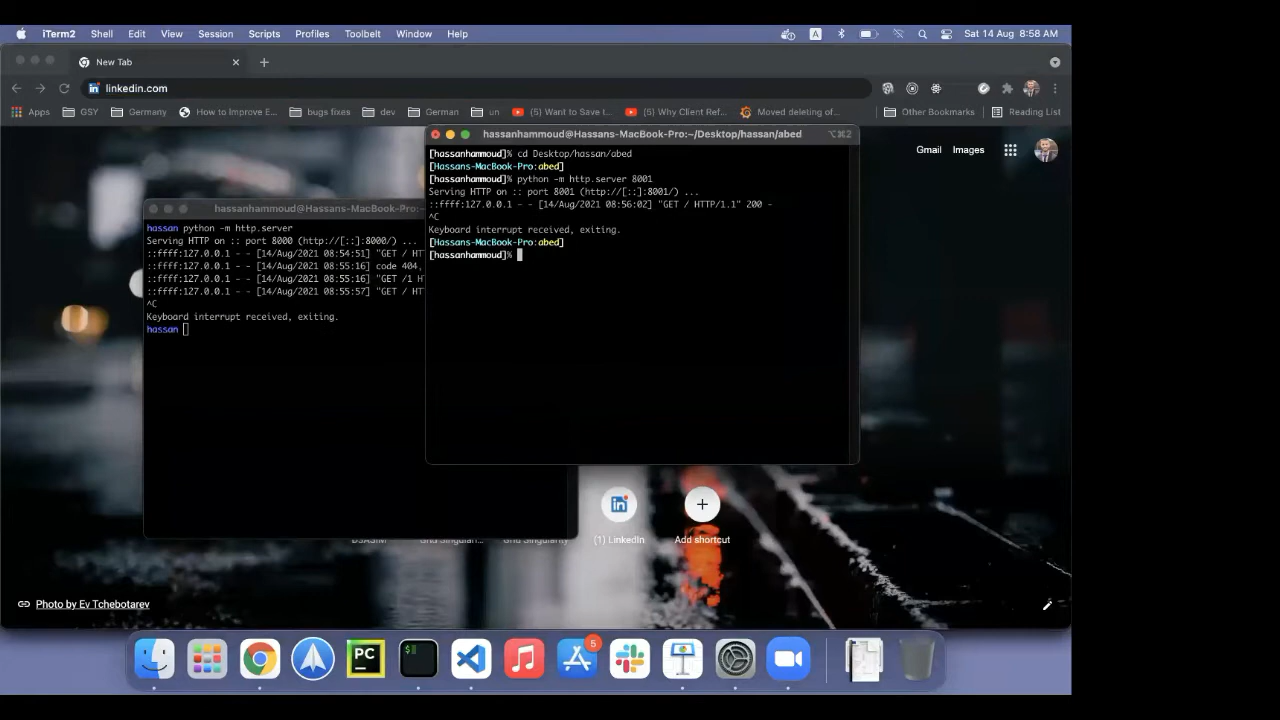 iTerm2 Shell Edit View Session Scripts Profiles Toolbelt Window Help A Sat 14 Aug 8:58 AM
New Tab
linkedin.com
Apps GSY Germany How to Improve E... bugs fixes dev German un (5) Want to Save I... (5) Why Client Ref... Moved deleting of... Other Bookmarks Reading List
Gmail Images
hassanhammoud@Hassans-MacBook-Pro:~/Desktop/hassan/abed ⌥⌘2
[hassanhammoud]% cd Desktop/hassan/abed
[Hassans-MacBook-Pro:abed]
[hassanhammoud]% python -m http.server 8001
Serving HTTP on :: port 8001 (http://[::]:8001/) ...
::ffff:127.0.0.1 - - [14/Aug/2021 08:56:02] "GET / HTTP/1.1" 200 -
^C
Keyboard interrupt received, exiting.
[Hassans-MacBook-Pro:abed]
[hassanhammoud]%
hassanhammoud@Hassans-MacBook-Pro:~
hassan python -m http.server
Serving HTTP on :: port 8000 (http://[::]:8000/) ...
::ffff:127.0.0.1 - - [14/Aug/2021 08:54:51] "GET / HT
::ffff:127.0.0.1 - - [14/Aug/2021 08:55:16] code 404,
::ffff:127.0.0.1 - - [14/Aug/2021 08:55:16] "GET /1 H
::ffff:127.0.0.1 - - [14/Aug/2021 08:55:57] "GET / HT
^C
Keyboard interrupt received, exiting.
hassan
in
(1) LinkedIn Add shortcut
Photo by Ev Tchebotarev
PC $ 5